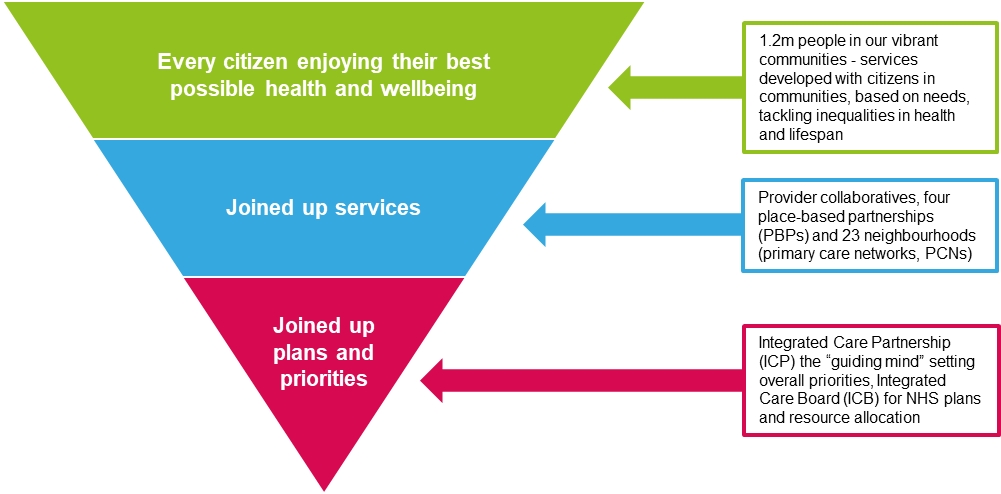 Every citizen enjoying their best
possible health and wellbeing
1.2m people in our vibrant
communities - services
developed with citizens in
communities, based on needs,
tackling inequalities in health
and lifespan
Joined up services
Provider collaboratives, four
place-based partnerships
(PBPs) and 23 neighbourhoods
(primary care networks, PCNs)
Joined up
plans and
priorities
Integrated Care Partnership
(ICP) the “guiding mind” setting
overall priorities, Integrated
Care Board (ICB) for NHS plans
and resource allocation